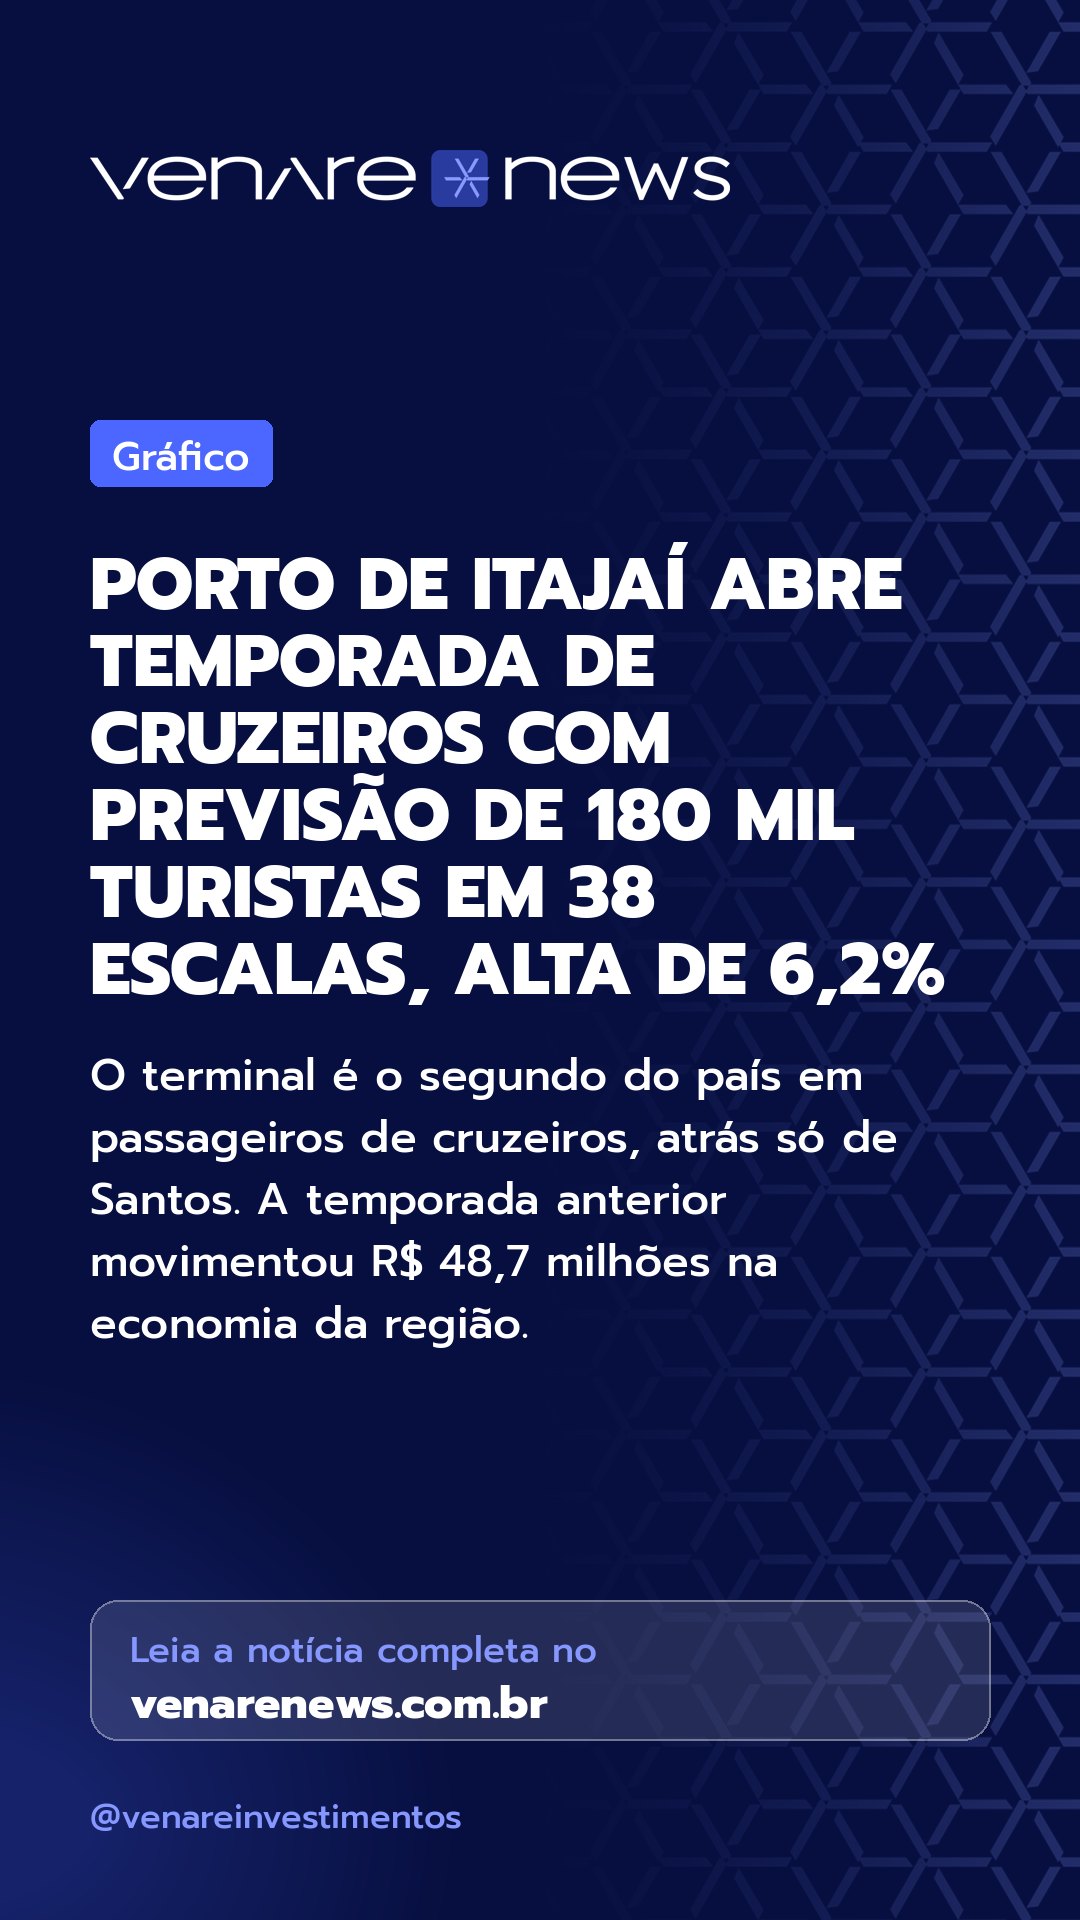 venare news
Gráfico
PORTO DE ITAJAÍ ABRE
TEMPORADA DE
CRUZEIROS COM
PREVISÃO DE 180 MIL
TURISTAS EM 38
ESCALAS, ALTA DE 6,2%
O terminal é o segundo do país em
passageiros de cruzeiros, atrás só de
Santos. A temporada anterior
movimentou R$ 48,7 milhões na
economia da região.
Leia a notícia completa no
venarenews.com.br
@venareinvestimentos